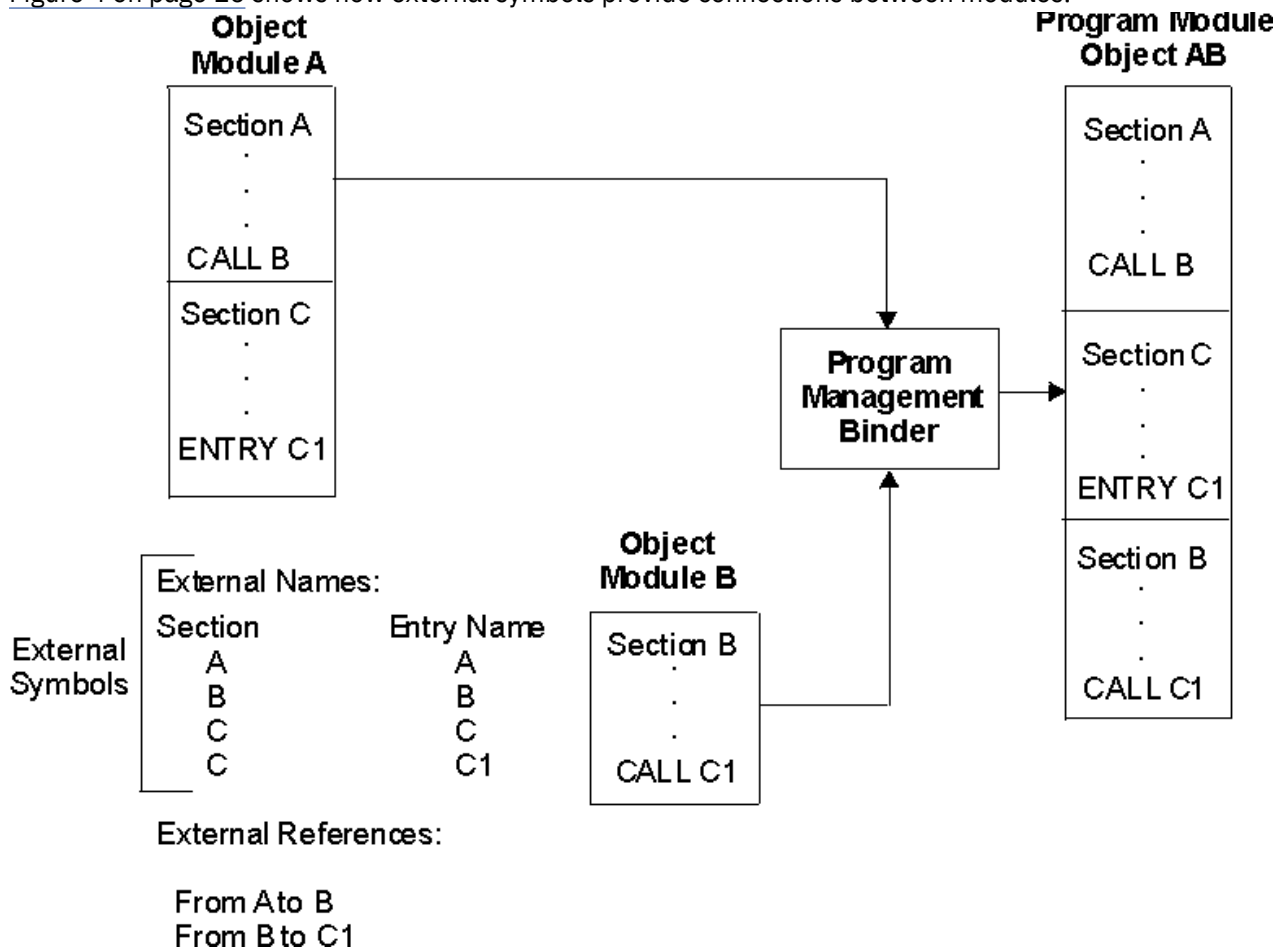 Figure 4 on page 26 shows how external symbols provide connections between modules.
Object
Module A
Section A
.
.
.
CALL B
Section C
.
.
.
ENTRY C1
Program Module
Object AB
Section A
.
.
.
CALL B
Section C
.
.
.
ENTRY C1
Section B
.
.
.
CALL C1
Program
Management
Binder
Object
Module B
Section B
.
.
.
CALL C1
External
Symbols
External Names:
Section Entry Name
A A
B B
C C
C C1
External References:
From A to B
From B to C1